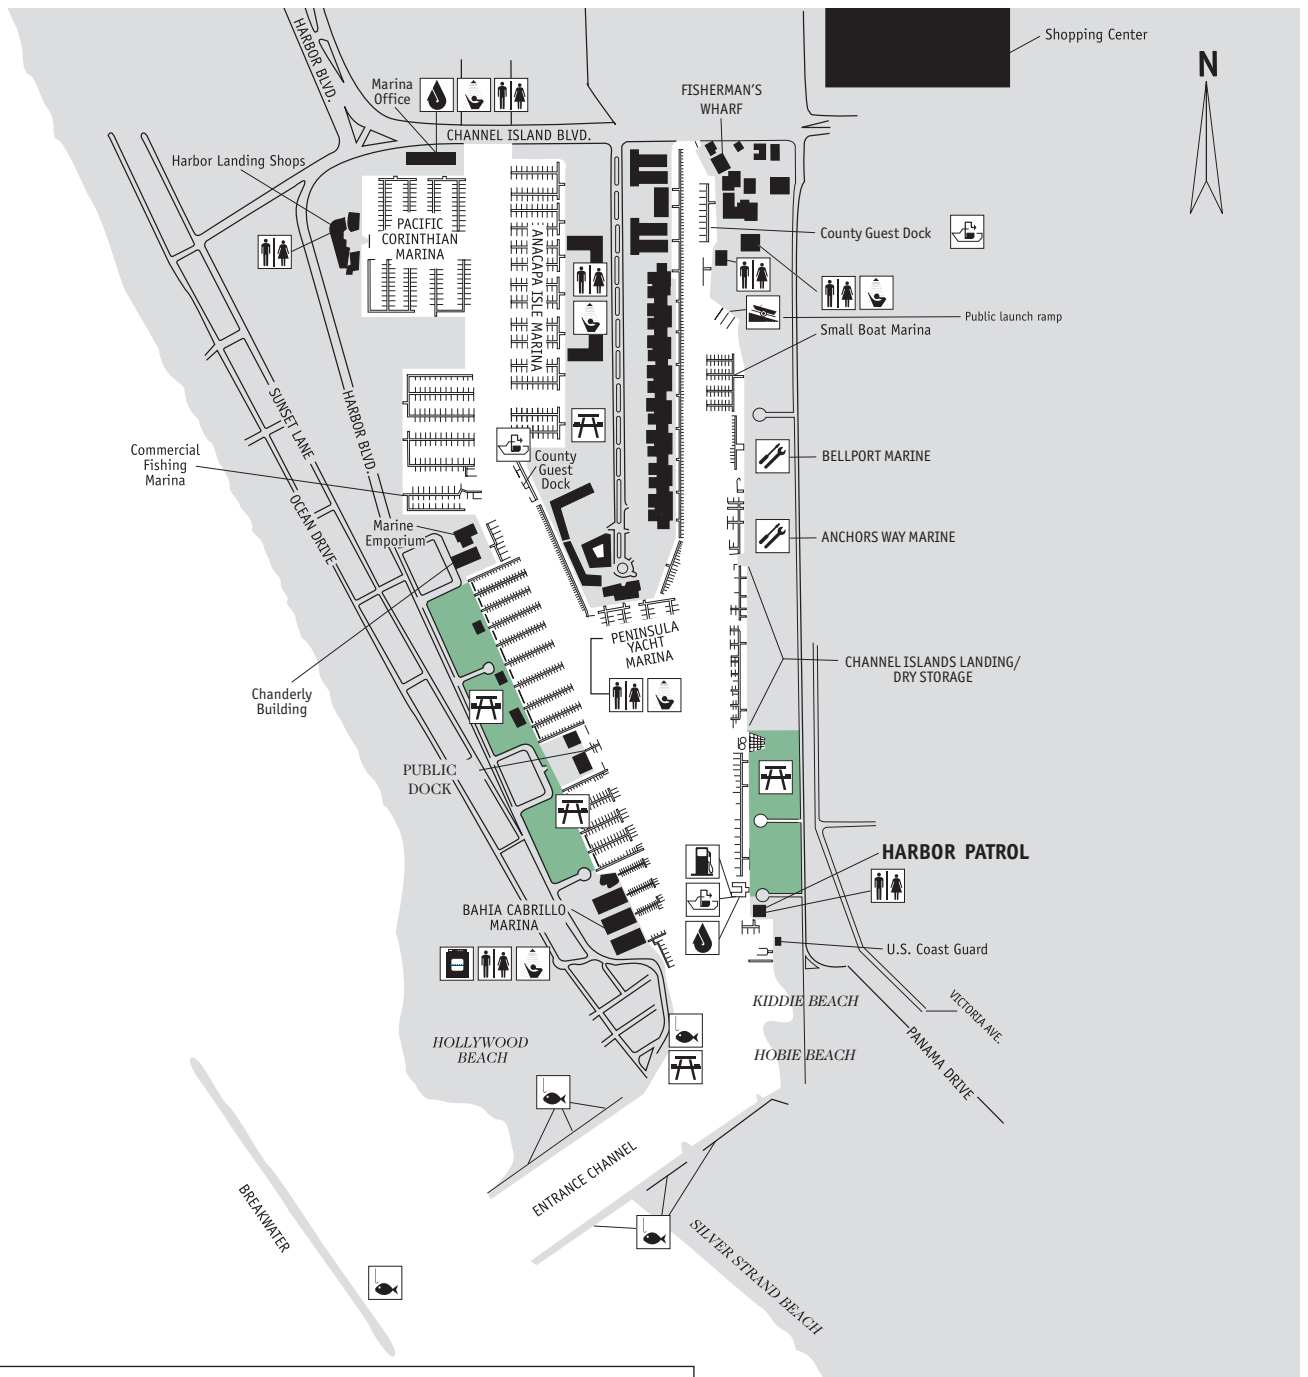 Shopping Center
HARBOR BLVD.
N
Marina
Office
FISHERMAN'S
WHARF
CHANNEL ISLAND BLVD.
Harbor Landing Shops
PACIFIC
CORINTHIAN
MARINA
ANACAPA ISLE MARINA
County Guest Dock
Public launch ramp
Small Boat Marina
SUNSET LANE
HARBOR BLVD.
Commercial
Fishing
Marina
County
Guest
Dock
BELLPORT MARINE
OCEAN DRIVE
Marine
Emporium
ANCHORS WAY MARINE
PENINSULA
YACHT
MARINA
CHANNEL ISLANDS LANDING/
DRY STORAGE
Chanderly
Building
PUBLIC
DOCK
HARBOR PATROL
BAHIA CABRILLO
MARINA
U.S. Coast Guard
KIDDIE BEACH
VICTORIA AVE.
HOLLYWOOD
BEACH
HOBIE BEACH
PANAMA DRIVE
ENTRANCE CHANNEL
BREAKWATER
SILVER STRAND BEACH